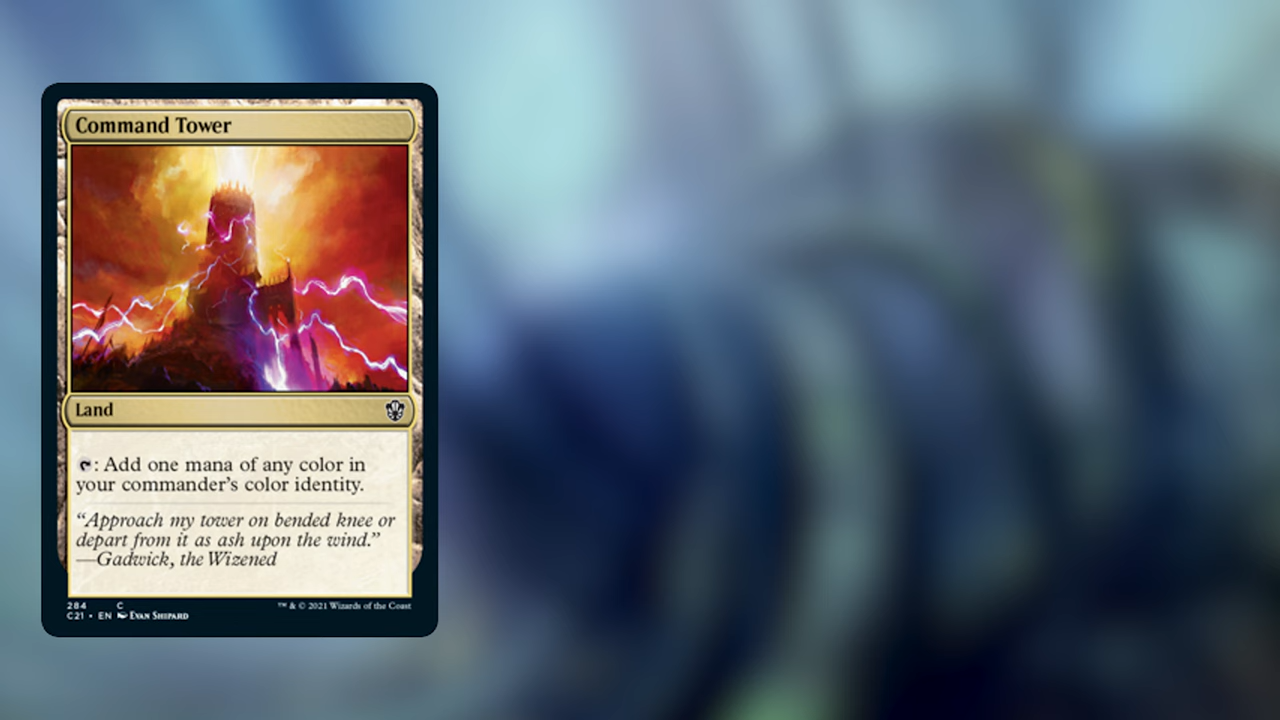 Command Tower
Land
: Add one mana of any color in
your commander's color identity.
“Approach my tower on bended knee or
depart from it as ash upon the wind.”
—Gadwick, the Wizened
284 C
C21 • EN Evan Shipard
™ & © 2021 Wizards of the Coast